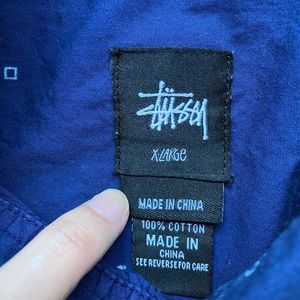 Stüssy
X-LARGE
MADE IN CHINA
100% COTTON
MADE IN
CHINA
SEE REVERSE FOR CARE